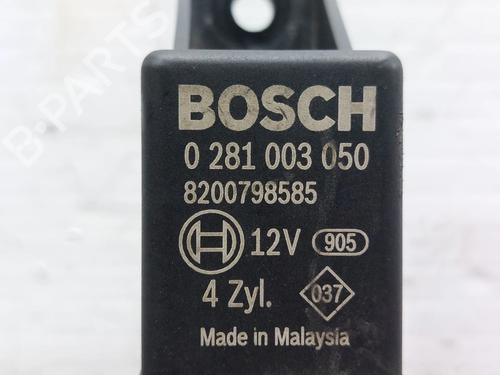 B-PARTS
BOSCH
0 281 003 050
8200798585
12V 905
4 Zyl. 037
Made in Malaysia